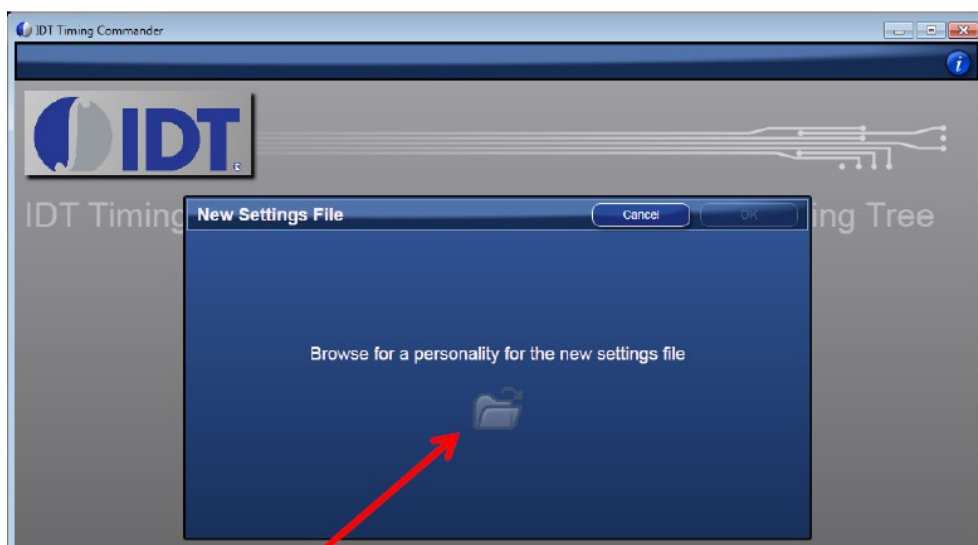 IDT Timing Commander
i
IDT®
IDT Timing
ing Tree
New Settings File
Cancel
OK
Browse for a personality for the new settings file